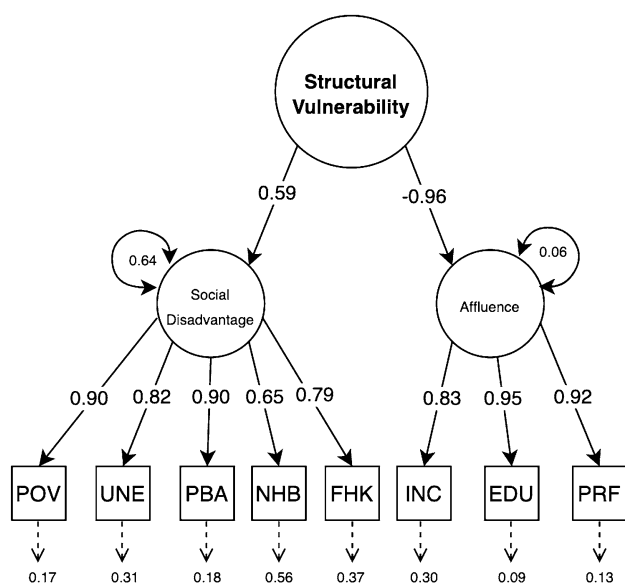 Structural
Vulnerability
0.59
-0.96
0.64
0.06
Social
Disadvantage
Affluence
0.90
0.82
0.90
0.65
0.79
0.83
0.95
0.92
POV
UNE
PBA
NHB
FHK
INC
EDU
PRF
0.17
0.31
0.18
0.56
0.37
0.30
0.09
0.13